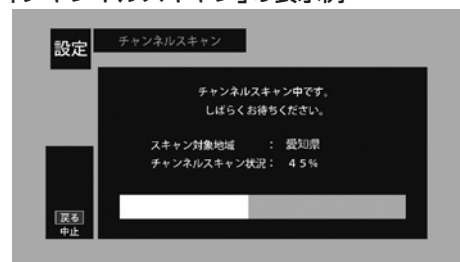 設定
チャンネルスキャン
チャンネルスキャン中です。
しばらくお待ちください。
スキャン対象地域 : 愛知県
チャンネルスキャン状況: 45%
戻る
中止